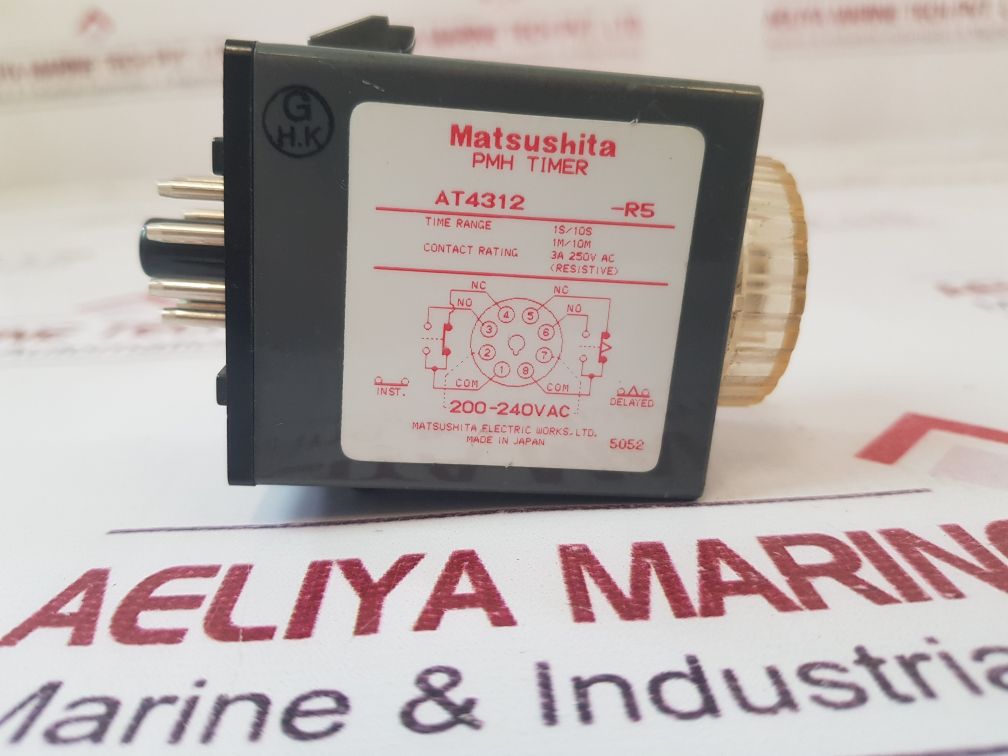 G
H.K
Matsushita
PMH TIMER
AT4312 -R5
TIME RANGE 1S/10S
1M/10M
CONTACT RATING 3A 250V AC
(RESISTIVE)
NC NC
NO 4 5 NO
3 6
2 7
1 8
COM COM
INST. DELAYED
200-240VAC
MATSUSHITA ELECTRIC WORKS,LTD.
MADE IN JAPAN 5052
AELIYA MARINE
Marine & Industrial